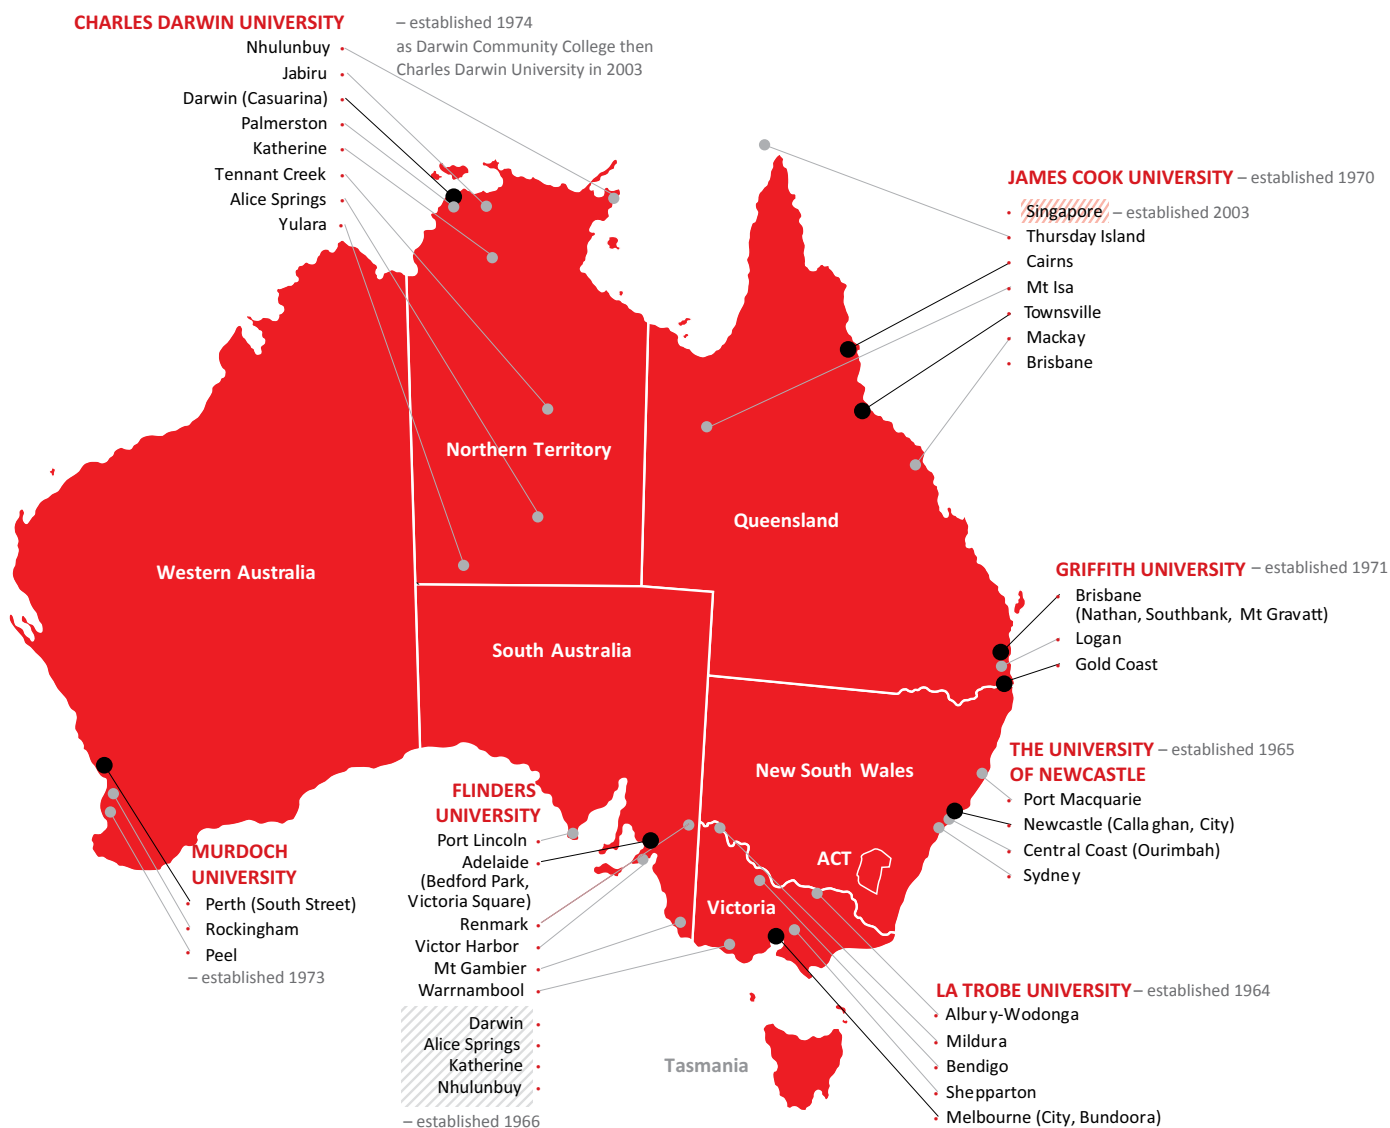 CHARLES DARWIN UNIVERSITY – established 1974
as Darwin Community College then
Charles Darwin University in 2003
Nhulunbuy
Jabiru
Darwin (Casuarina)
Palmerston
Katherine
Tennant Creek
Alice Springs
Yulara
JAMES COOK UNIVERSITY – established 1970
Singapore – established 2003
Thursday Island
Cairns
Mt Isa
Townsville
Mackay
Brisbane
Northern Territory
Queensland
Western Australia
South Australia
New South Wales
ACT
Victoria
Tasmania
GRIFFITH UNIVERSITY – established 1971
Brisbane
(Nathan, Southbank, Mt Gravatt)
Logan
Gold Coast
THE UNIVERSITY – established 1965
OF NEWCASTLE
Port Macquarie
Newcastle (Callaghan, City)
Central Coast (Ourimbah)
Sydney
FLINDERS
UNIVERSITY
Port Lincoln
Adelaide
(Bedford Park,
Victoria Square)
Renmark
Victor Harbor
Mt Gambier
Warrnambool
Darwin
Alice Springs
Katherine
Nhulunbuy
– established 1966
MURDOCH
UNIVERSITY
Perth (South Street)
Rockingham
Peel
– established 1973
LA TROBE UNIVERSITY – established 1964
Albury-Wodonga
Mildura
Bendigo
Shepparton
Melbourne (City, Bundoora)